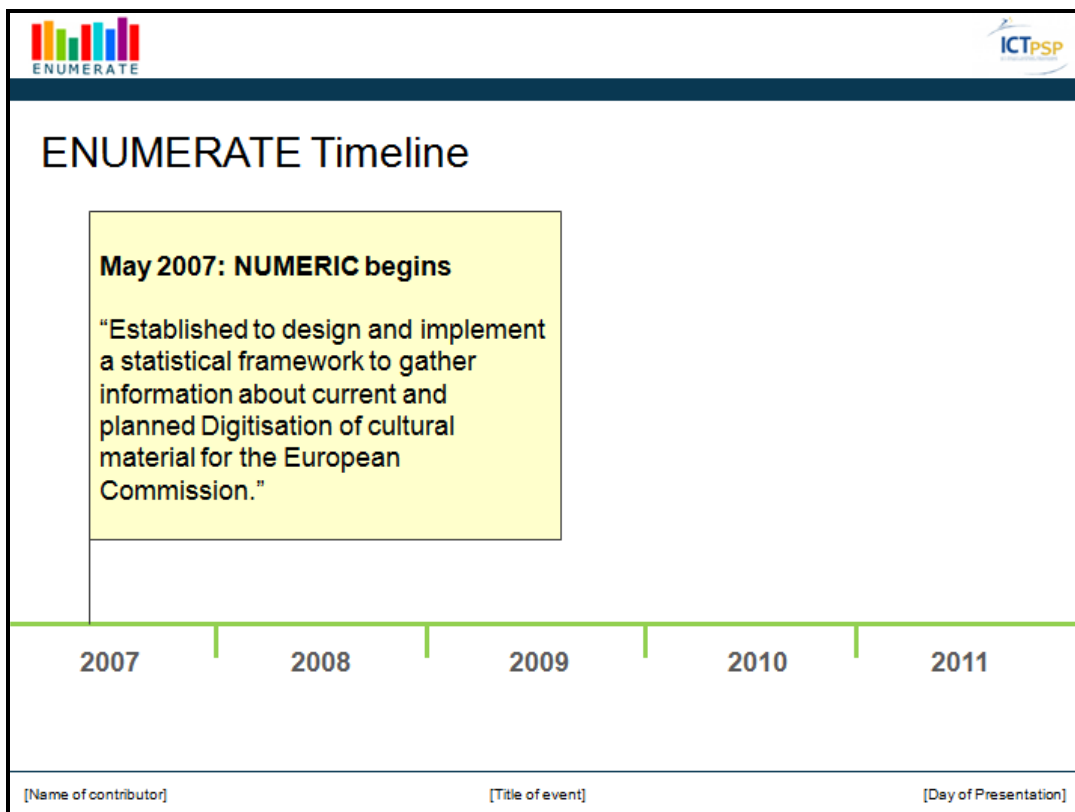 ENUMERATE
ICTPSP
ENUMERATE Timeline
May 2007: NUMERIC begins
“Established to design and implement
a statistical framework to gather
information about current and
planned Digitisation of cultural
material for the European
Commission.”
2007 2008 2009 2010 2011
[Name of contributor] [Title of event] [Day of Presentation]